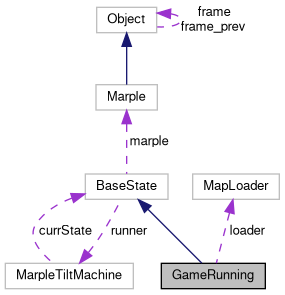 Object
frame
frame_prev
Marple
marple
BaseState
MapLoader
currState
runner
loader
MarpleTiltMachine
GameRunning